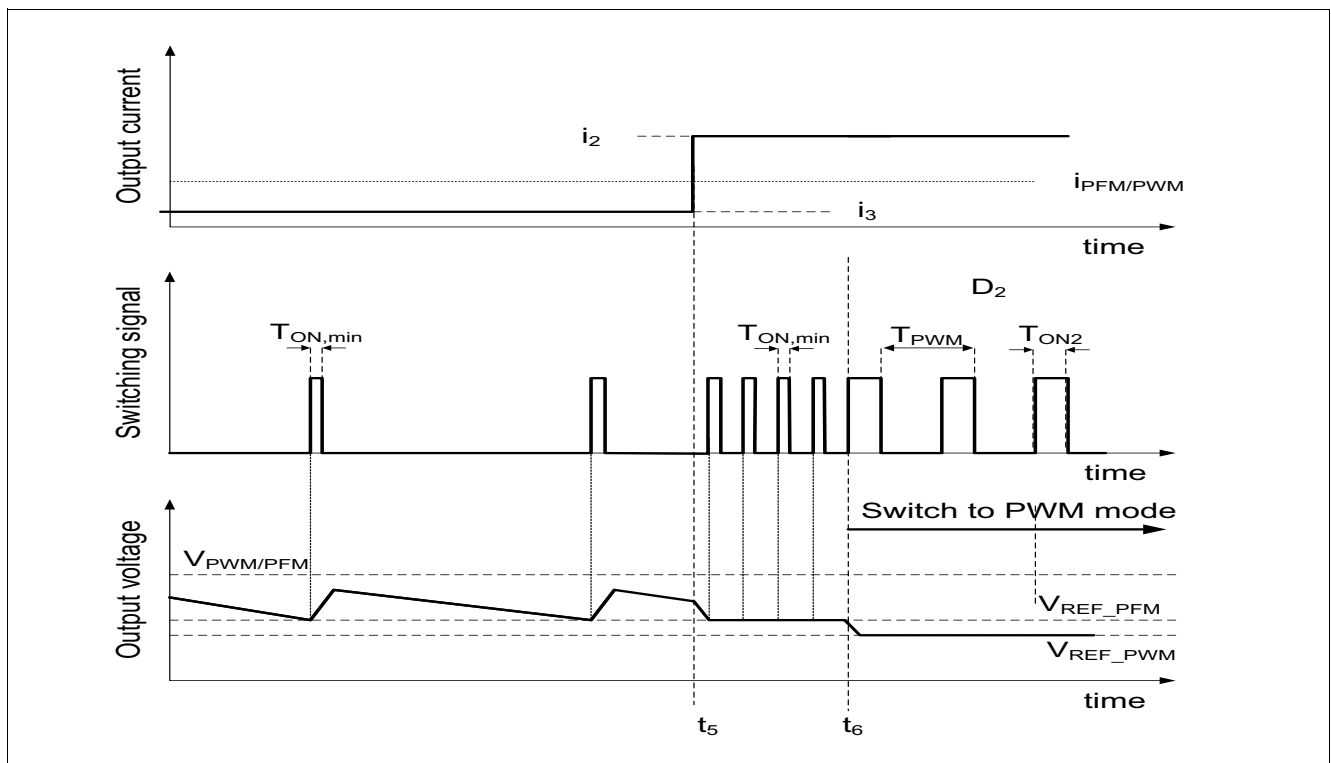 Output current
i2
iPFM/PWM
i3
time
Switching signal
D2
TON,min
TON,min
TPWM
TON2
time
Output voltage
Switch to PWM mode
VPWM/PFM
VREF_PFM
VREF_PWM
time
t5
t6